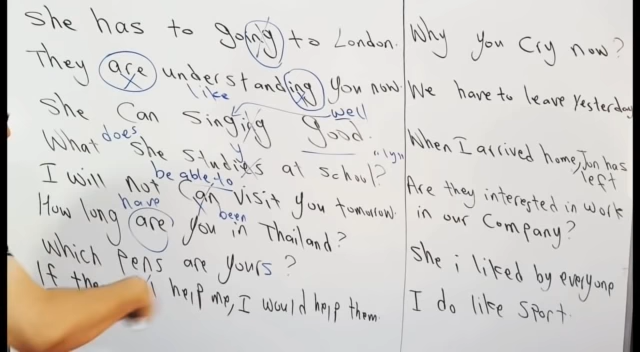 She has to going to London.
They are understanding you now
like well
She can singing good.
does y
What she studies at school?
be able to
I will not can visit you tomorrow
have been
How long are you in Thailand?
Which pens are yours?
If the help me, I would help them
Why you cry now?
We have to leave yesterday
When I arrived home, Jon has
left
Are they interested in work
in our company?
She i liked by everyone
I do like sport.